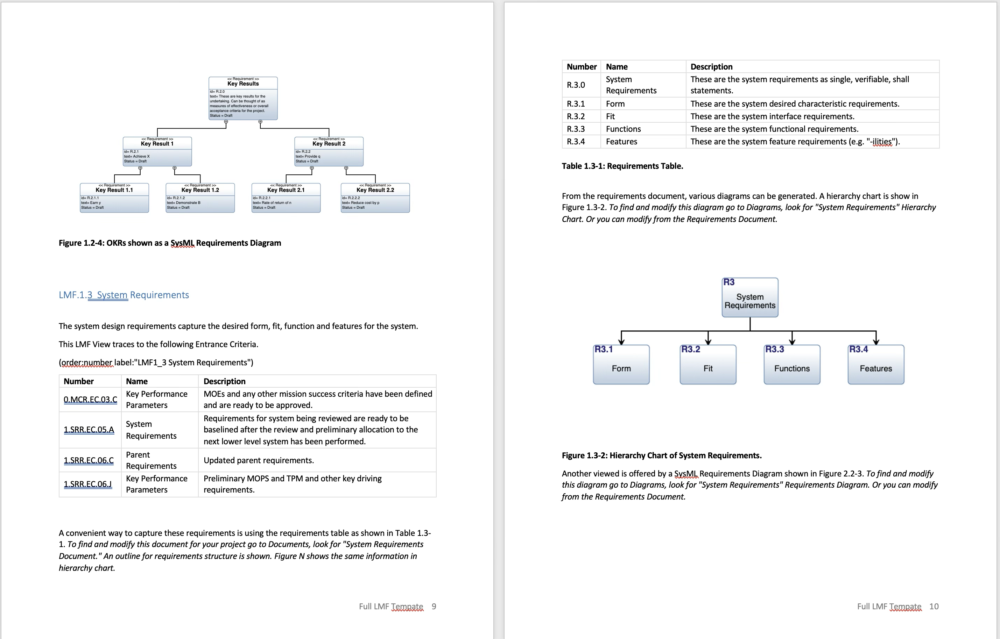 << Requirement >>
Key Results
id= R.2.0
text= These are key results for the
undertaking. Can be thought of as
measures of effectiveness or overall
acceptance criteria for the project.
Status = Draft
<< Requirement >>
Key Result 1
id= R.2.1
text= Achieve X
Status = Draft
<< Requirement >>
Key Result 2
id= R.2.2
text= Provide q
Status = Draft
<< Requirement >>
Key Result 1.1
id= R.2.1.1
text= Earn y
Status = Draft
<< Requirement >>
Key Result 1.2
id= R.2.1.2
text= Demonstrate B
Status = Draft
<< Requirement >>
Key Result 2.1
id= R.2.2.1
text= Rate of return of n
Status = Draft
<< Requirement >>
Key Result 2.2
id= R.2.2.2
text= Reduce cost by p
Status = Draft
Figure 1.2-4: OKRs shown as a SysML Requirements Diagram
LMF.1.3 System Requirements
The system design requirements capture the desired form, fit, function and features for the system.
This LMF View traces to the following Entrance Criteria.
(order:number label:"LMF1_3 System Requirements")
Number Name Description
0.MCR.EC.03.C Key Performance Parameters MOEs and any other mission success criteria have been defined
and are ready to be approved.
1.SRR.EC.05.A System Requirements Requirements for system being reviewed are ready to be
baselined after the review and preliminary allocation to the
next lower level system has been performed.
1.SRR.EC.06.C Parent Requirements Updated parent requirements.
1.SRR.EC.06.J Key Performance Parameters Preliminary MOPS and TPM and other key driving
requirements.
A convenient way to capture these requirements is using the requirements table as shown in Table 1.3-
1. To find and modify this document for your project go to Documents, look for "System Requirements
Document." An outline for requirements structure is shown. Figure N shows the same information in
hierarchy chart.
Full LMF Tempate 9
Number Name Description
R.3.0 System Requirements These are the system requirements as single, verifiable, shall
statements.
R.3.1 Form These are the system desired characteristic requirements.
R.3.2 Fit These are the system interface requirements.
R.3.3 Functions These are the system functional requirements.
R.3.4 Features These are the system feature requirements (e.g. "-ilities").
Table 1.3-1: Requirements Table.
From the requirements document, various diagrams can be generated. A hierarchy chart is show in
Figure 1.3-2. To find and modify this diagram go to Diagrams, look for "System Requirements" Hierarchy
Chart. Or you can modify from the Requirements Document.
R3
System
Requirements
R3.1
Form
R3.2
Fit
R3.3
Functions
R3.4
Features
Figure 1.3-2: Hierarchy Chart of System Requirements.
Another viewed is offered by a SysML Requirements Diagram shown in Figure 2.2-3. To find and modify
this diagram go to Diagrams, look for "System Requirements" Requirements Diagram. Or you can modify
from the Requirements Document.
Full LMF Tempate 10